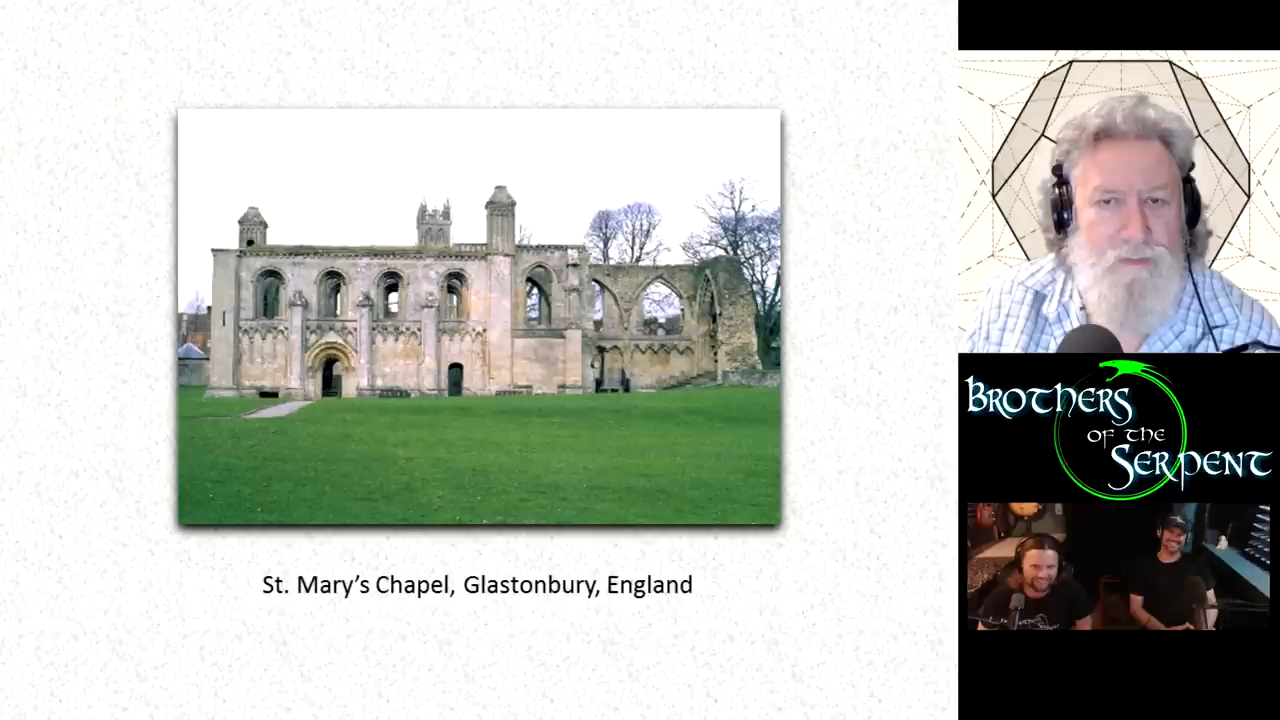 St. Mary’s Chapel, Glastonbury, England
BROTHERS
OF THE
SERPENT